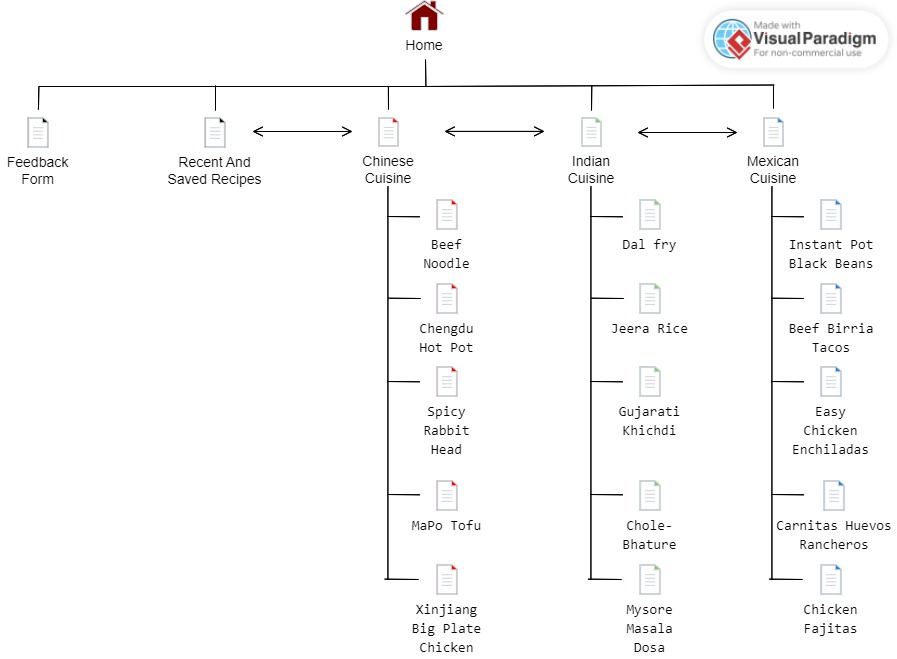 Home
Made with
Visual Paradigm
For non-commercial use
Feedback
Form
Recent And
Saved Recipes
Chinese
Cuisine
Indian
Cuisine
Mexican
Cuisine
Beef
Noodle
Dal fry
Instant Pot
Black Beans
Chengdu
Hot Pot
Jeera Rice
Beef Birria
Tacos
Spicy
Rabbit
Head
Gujarati
Khichdi
Easy
Chicken
Enchiladas
MaPo Tofu
Chole-
Bhature
Carnitas Huevos
Rancheros
Xinjiang
Big Plate
Chicken
Mysore
Masala
Dosa
Chicken
Fajitas